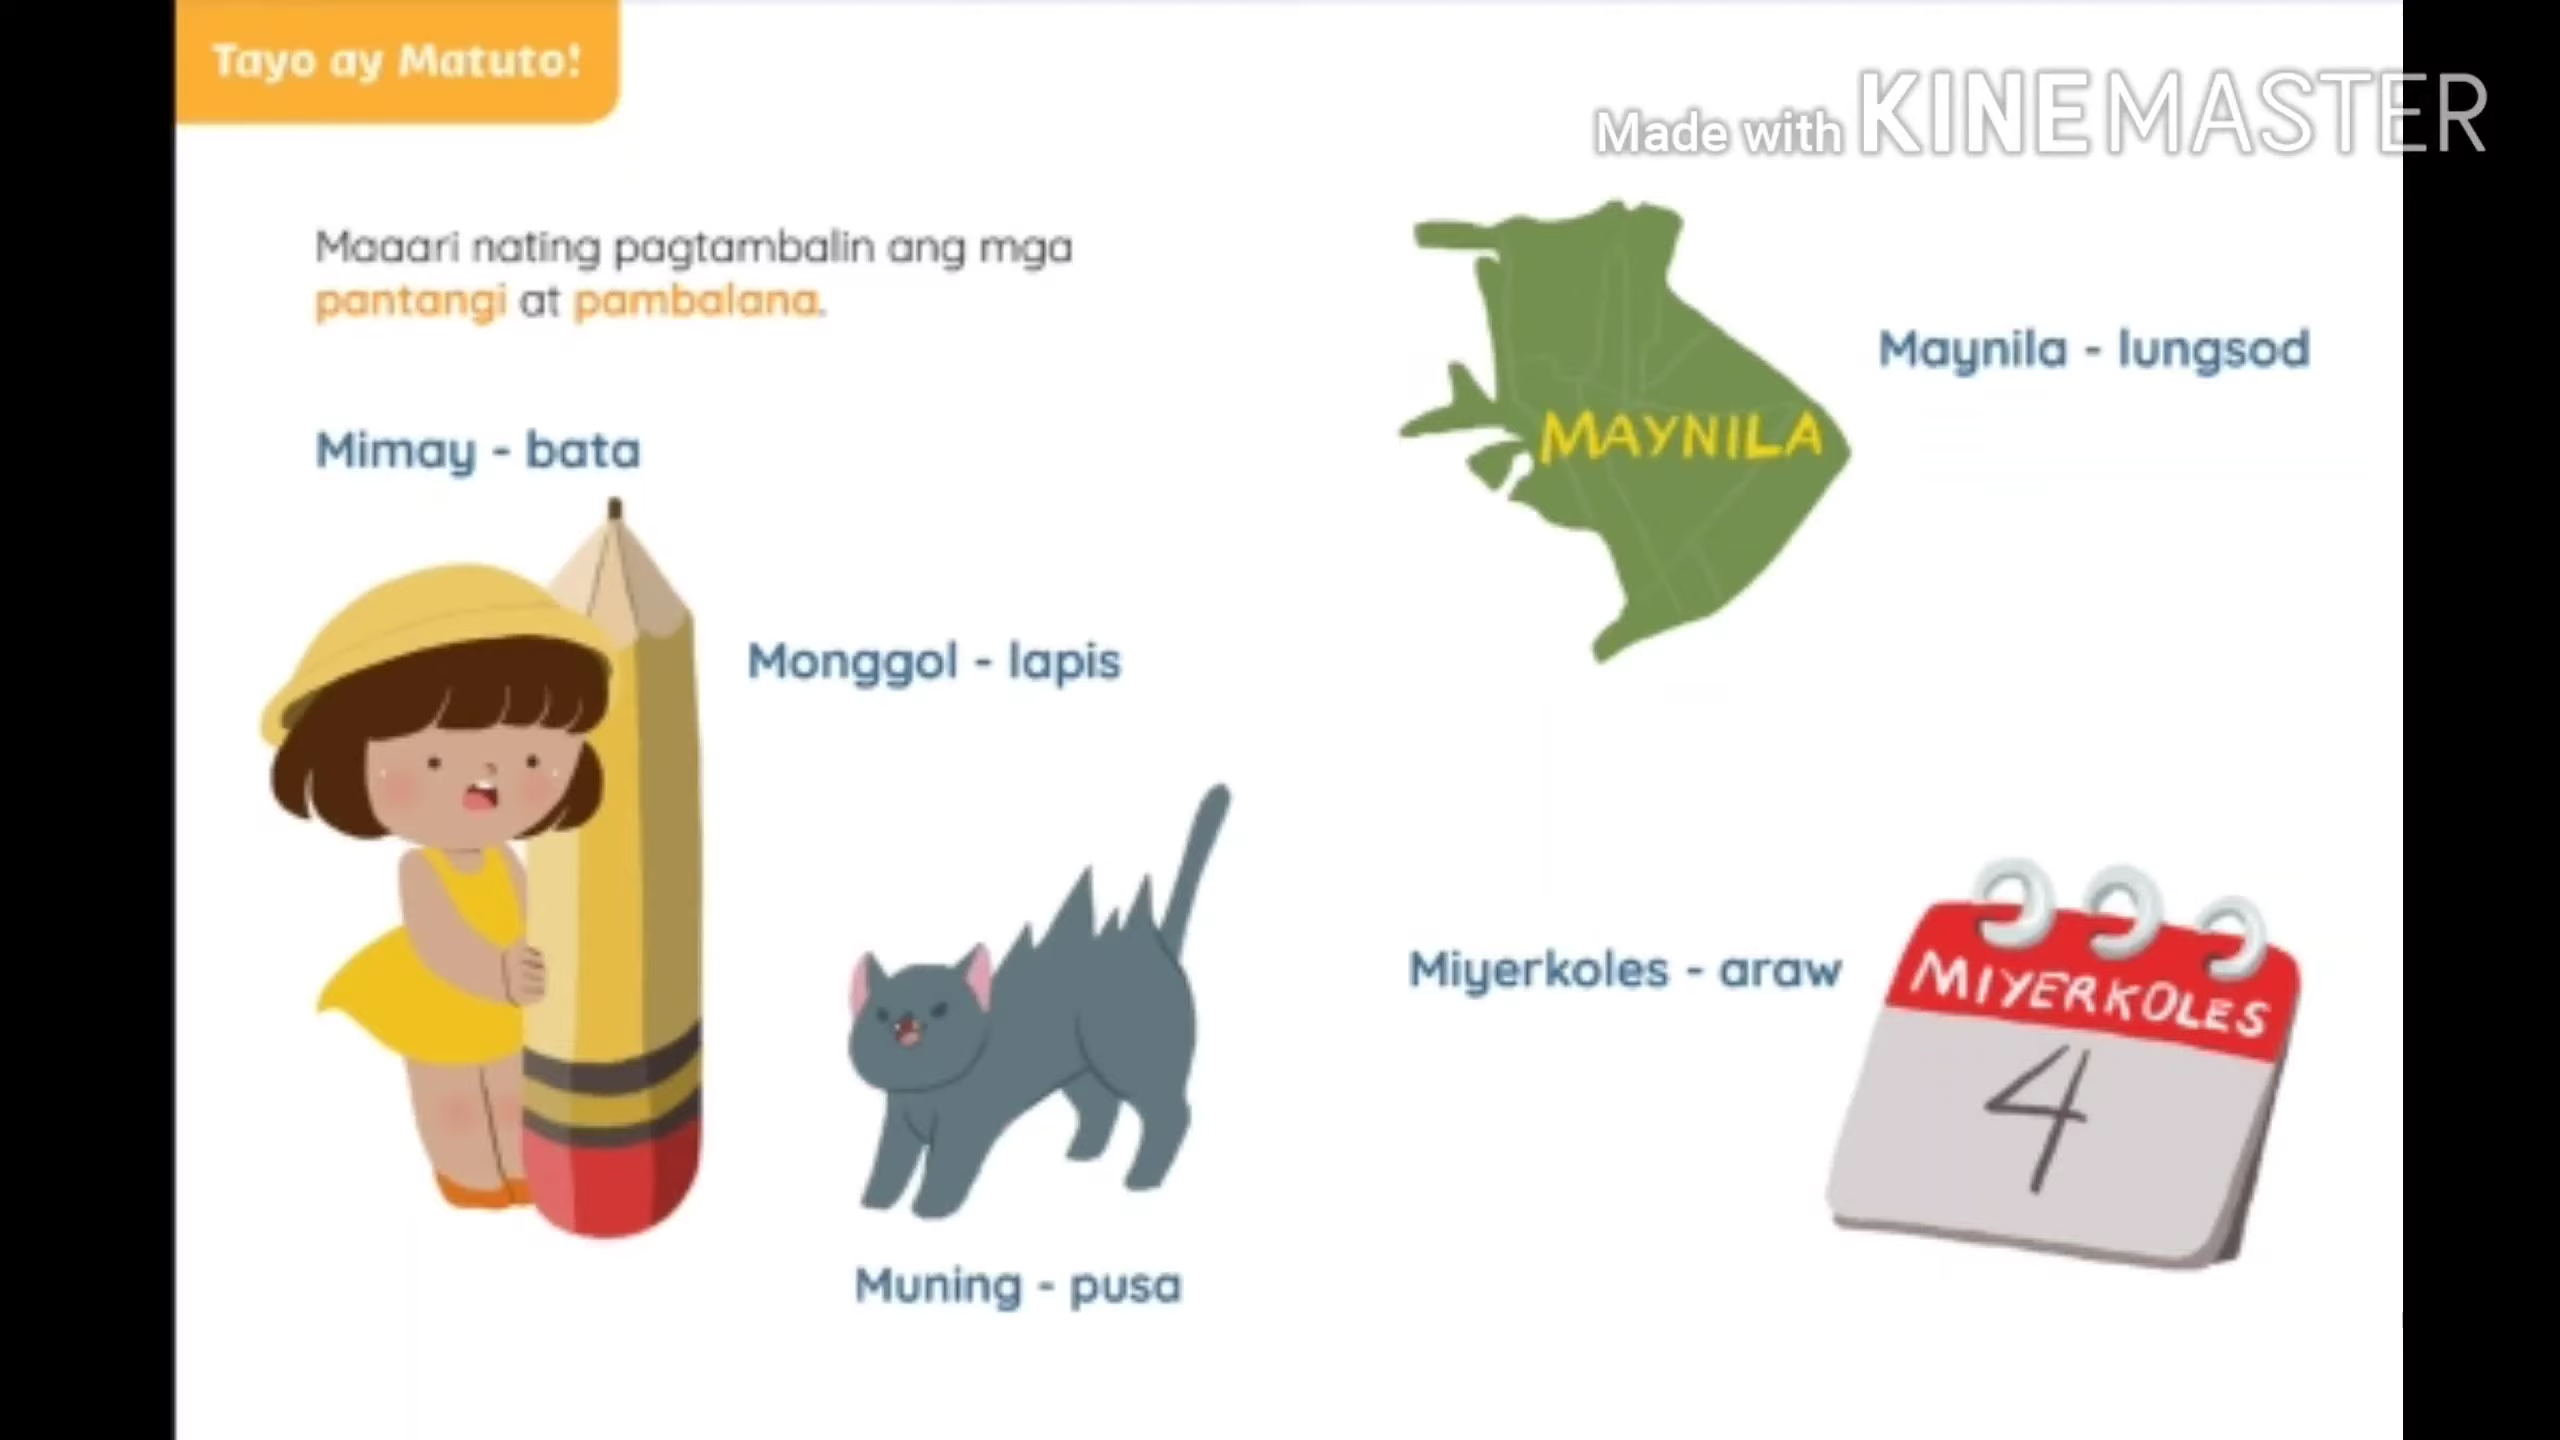 Tayo ay Matuto!
Made with KINEMASTER
Maaari nating pagtambalin ang mga
pantangi at pambalana.
Mimay - bata
Monggol - lapis
Muning - pusa
MAYNILA
Maynila - lungsod
Miyerkoles - araw
MIYERKOLES
4